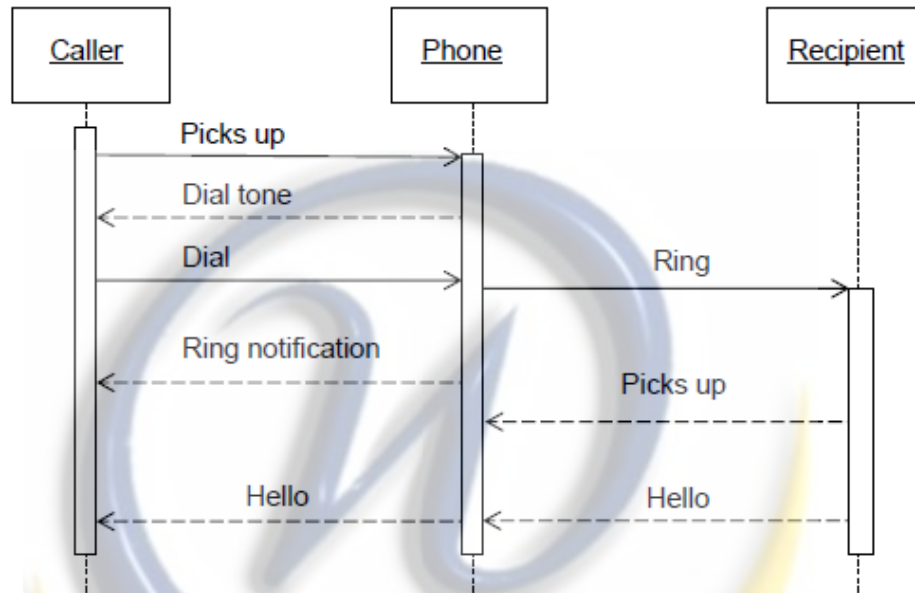 Caller
Phone
Recipient
Picks up
Dial tone
Dial
Ring
Ring notification
Picks up
Hello
Hello